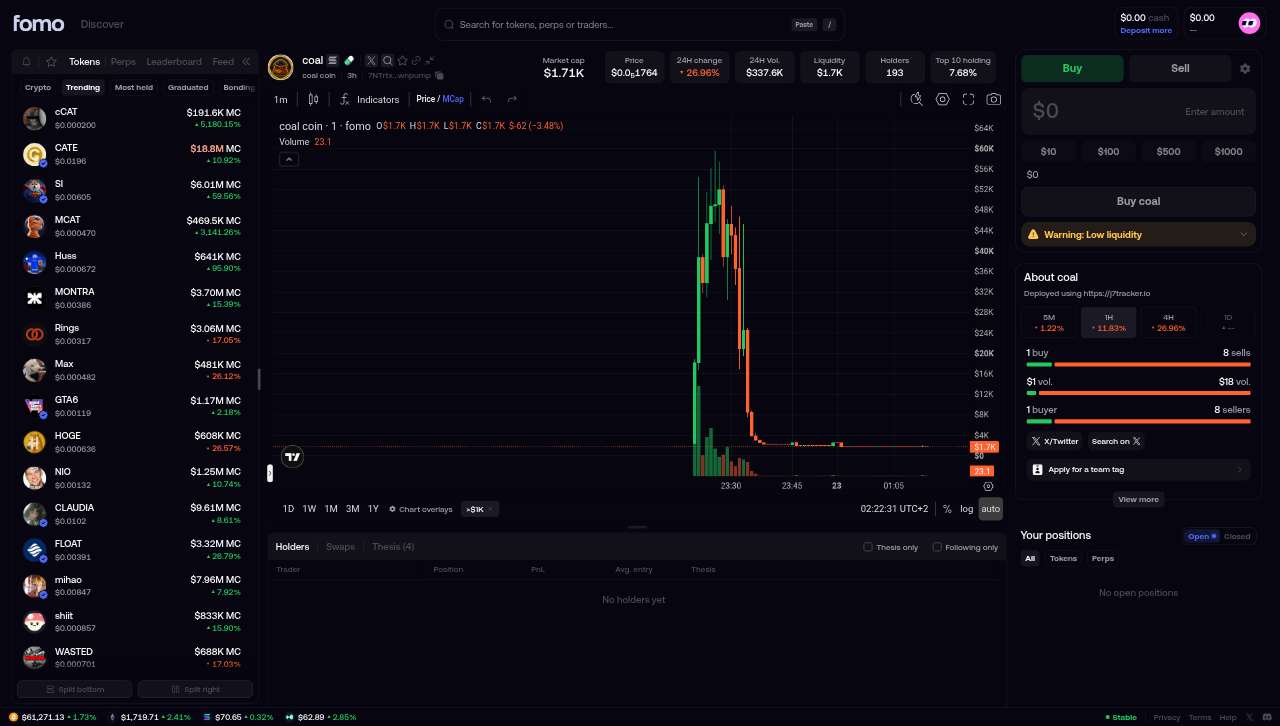 fomo Discover
Search for tokens, perps or traders... Paste /
$0.00 cash
Deposit more
$0.00
—
Tokens Perps Leaderboard Feed
Crypto Trending Most held Graduated Bonding
cCAT $191.6K MC
$0.000200 5,180.15%
CATE $18.8M MC
$0.0196 10.92%
SI $6.01M MC
$0.00605 59.56%
MCAT $469.5K MC
$0.000470 3,141.26%
Huss $641K MC
$0.000672 95.90%
MONTRA $3.70M MC
$0.00386 15.39%
Rings $3.06M MC
$0.00317 17.05%
Max $481K MC
$0.000482 26.12%
GTA6 $1.17M MC
$0.00119 2.18%
HOGE $608K MC
$0.000636 26.57%
NIO $1.25M MC
$0.00132 10.74%
CLAUDIA $9.61M MC
$0.0102 8.61%
FLOAT $3.32M MC
$0.00391 26.79%
mihao $7.96M MC
$0.00847 7.92%
shiit $833K MC
$0.000857 15.90%
WASTED $688K MC
$0.000701 17.03%
Split bottom Split right
coal
coal coin 3h 7NTrtx...wnpump
Market cap
$1.71K
Price
$0.0₅1764
24H change
26.96%
24H Vol.
$337.6K
Liquidity
$1.7K
Holders
193
Top 10 holding
7.68%
1m Indicators Price / MCap
coal coin · 1 · fomo O$1.7K H$1.7K L$1.7K C$1.7K $-62 (−3.48%)
Volume 23.1
$64K
$60K
$56K
$52K
$48K
$44K
$40K
$36K
$32K
$28K
$24K
$20K
$16K
$12K
$8K
$4K
$1.7K
$0
23.1
23:30 23:45 23 01:05
1D 1W 1M 3M 1Y Chart overlays >$1K 02:22:31 UTC+2 % log auto
Holders Swaps Thesis (4) Thesis only Following only
Trader Position PnL Avg. entry Thesis
No holders yet
Buy Sell
$0 Enter amount
$10 $100 $500 $1000
$0
Buy coal
Warning: Low liquidity
About coal
Deployed using https://j7tracker.io
5M 1H 4H 1D
1.22% 11.83% 26.96% --
1 buy 8 sells
$1 vol. $18 vol.
1 buyer 8 sellers
X/Twitter Search on X
Apply for a team tag
View more
Your positions Open Closed
All Tokens Perps
No open positions
$61,271.13 1.73% $1,719.71 2.41% $70.65 0.32% $62.89 2.85%
Stable Privacy Terms Help